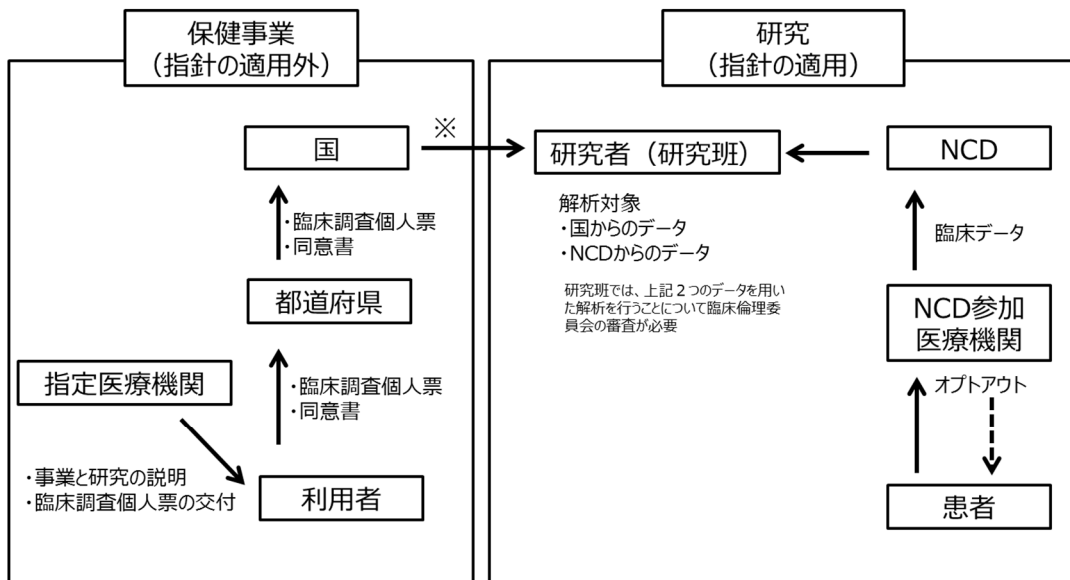 保健事業
（指針の適用外）
国
※
・臨床調査個人票
・同意書
都道府県
指定医療機関
・臨床調査個人票
・同意書
・事業と研究の説明
・臨床調査個人票の交付
利用者
研究
（指針の適用）
研究者（研究班）
NCD
解析対象
・国からのデータ
・NCDからのデータ
臨床データ
研究班では、上記２つのデータを用い
た解析を行うことについて臨床倫理委
員会の審査が必要
NCD参加
医療機関
オプトアウト
患者